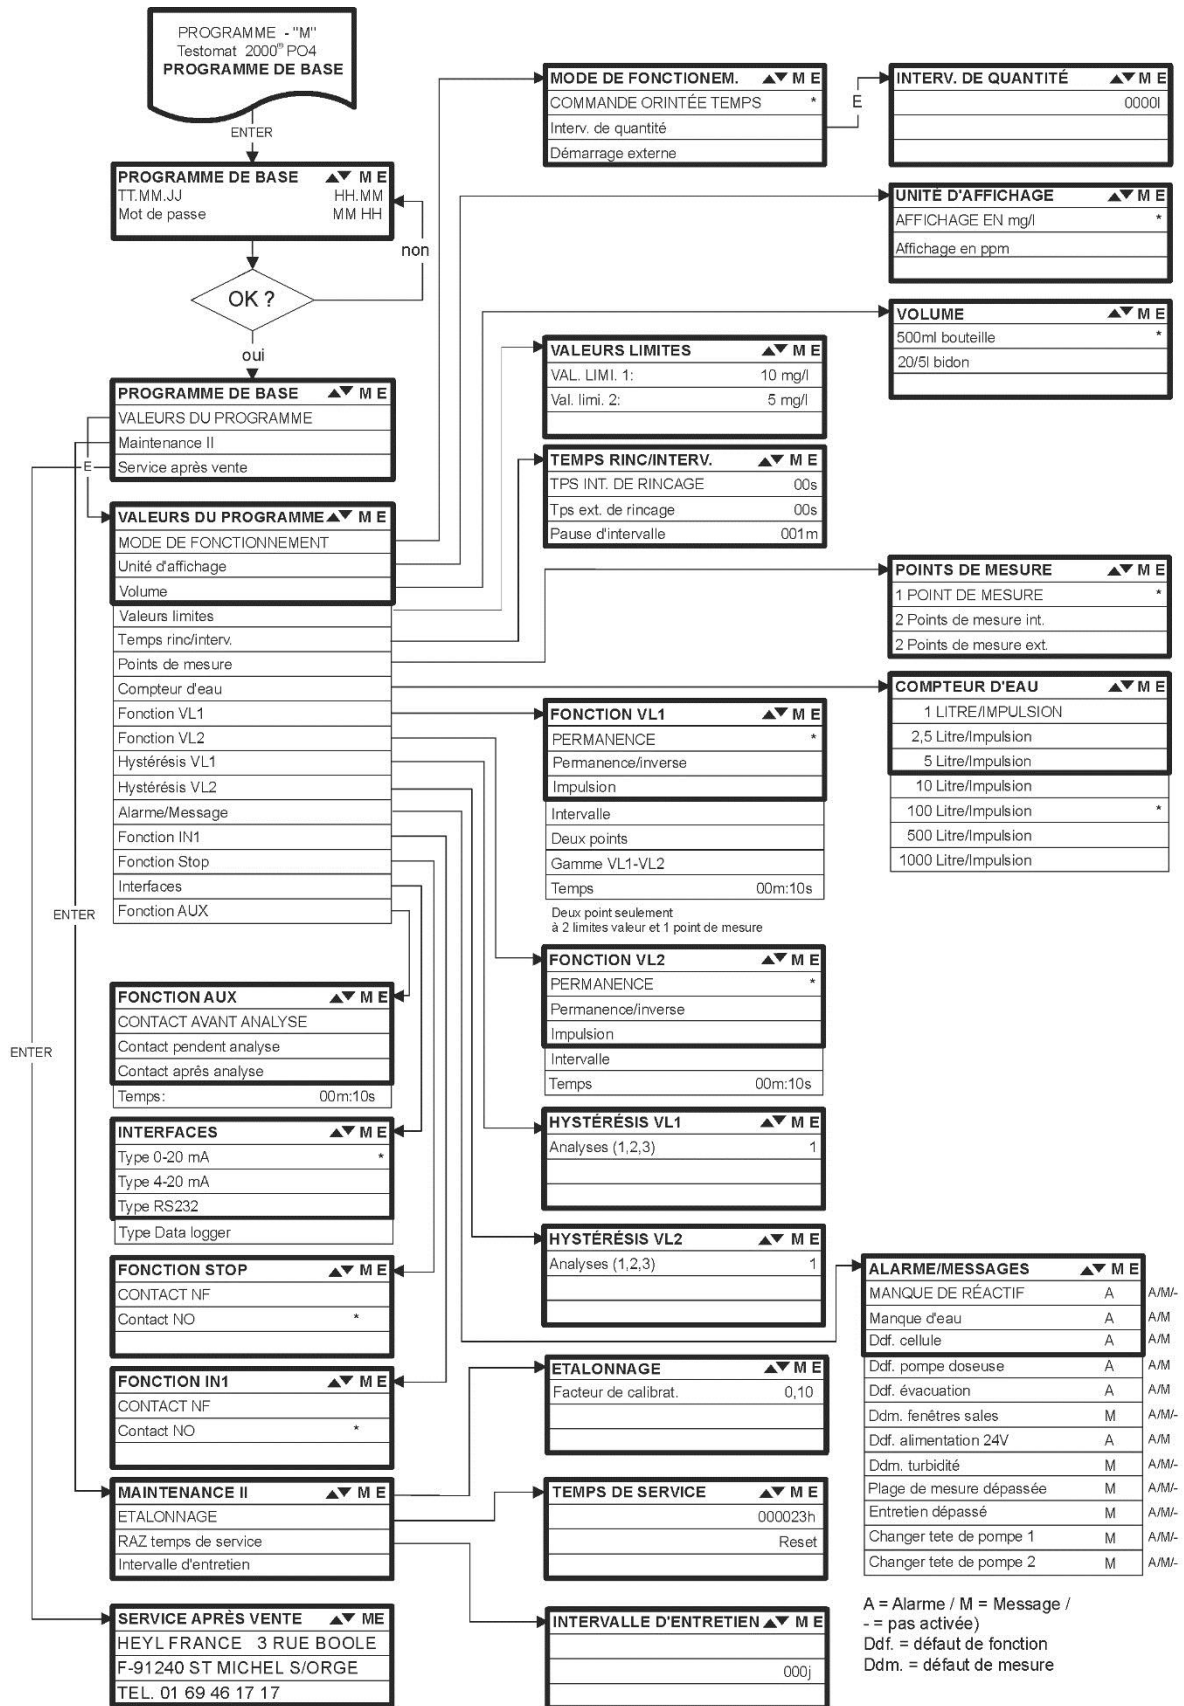 PROGRAMME - "M"
Testomat 2000® PO4
PROGRAMME DE BASE
ENTER
PROGRAMME DE BASE ▲▼ M E
TT.MM.JJ HH.MM
Mot de passe MM HH
non
OK ?
oui
PROGRAMME DE BASE ▲▼ M E
VALEURS DU PROGRAMME
Maintenance II
E
Service après vente
VALEURS DU PROGRAMME ▲▼ M E
MODE DE FONCTIONNEMENT
Unité d'affichage
Volume
Valeurs limites
Temps rinc/interv.
Points de mesure
Compteur d'eau
Fonction VL1
Fonction VL2
Hystérésis VL1
Hystérésis VL2
Alarme/Message
Fonction IN1
Fonction Stop
Interfaces
Fonction AUX
ENTER
ENTER
FONCTION AUX ▲▼ M E
CONTACT AVANT ANALYSE
Contact pendent analyse
Contact après analyse
Temps: 00m:10s
INTERFACES ▲▼ M E
Type 0-20 mA *
Type 4-20 mA
Type RS232
Type Data logger
FONCTION STOP ▲▼ M E
CONTACT NF
Contact NO *
FONCTION IN1 ▲▼ M E
CONTACT NF
Contact NO *
MAINTENANCE II ▲▼ M E
ETALONNAGE
RAZ temps de service
Intervalle d'entretien
SERVICE APRÈS VENTE ▲▼ ME
HEYL FRANCE 3 RUE BOOLE
F-91240 ST MICHEL S/ORGE
TEL. 01 69 46 17 17
MODE DE FONCTIONEM. ▲▼ M E
COMMANDE ORINTÉE TEMPS *
Interv. de quantité
Démarrage externe
E
VALEURS LIMITES ▲▼ M E
VAL. LIMI. 1: 10 mg/l
Val. limi. 2: 5 mg/l
TEMPS RINC/INTERV. ▲▼ M E
TPS INT. DE RINCAGE 00s
Tps ext. de rincage 00s
Pause d'intervalle 001m
FONCTION VL1 ▲▼ M E
PERMANENCE *
Permanence/inverse
Impulsion
Intervalle
Deux points
Gamme VL1-VL2
Temps 00m:10s
Deux point seulement
à 2 limites valeur et 1 point de mesure
FONCTION VL2 ▲▼ M E
PERMANENCE *
Permanence/inverse
Impulsion
Intervalle
Temps 00m:10s
HYSTÉRÉSIS VL1 ▲▼ M E
Analyses (1,2,3) 1
HYSTÉRÉSIS VL2 ▲▼ M E
Analyses (1,2,3) 1
ETALONNAGE ▲▼ M E
Facteur de calibrat. 0,10
TEMPS DE SERVICE ▲▼ M E
000023h
Reset
INTERVALLE D'ENTRETIEN ▲▼ M E
000j
INTERV. DE QUANTITÉ ▲▼ M E
0000l
UNITÉ D'AFFICHAGE ▲▼ M E
AFFICHAGE EN mg/l *
Affichage en ppm
VOLUME ▲▼ M E
500ml bouteille *
20/5l bidon
POINTS DE MESURE ▲▼ M E
1 POINT DE MESURE *
2 Points de mesure int.
2 Points de mesure ext.
COMPTEUR D'EAU ▲▼ M E
1 LITRE/IMPULSION
2,5 Litre/Impulsion
5 Litre/Impulsion
10 Litre/Impulsion
100 Litre/Impulsion *
500 Litre/Impulsion
1000 Litre/Impulsion
ALARME/MESSAGES ▲▼ M E
MANQUE DE RÉACTIF A A/M/-
Manque d'eau A A/M
Ddf. cellule A A/M
Ddf. pompe doseuse A A/M
Ddf. évacuation A A/M
Ddm. fenêtres sales M A/M/-
Ddf. alimentation 24V A A/M
Ddm. turbidité M A/M/-
Plage de mesure dépassée M A/M/-
Entretien dépassé M A/M/-
Changer tete de pompe 1 M A/M/-
Changer tete de pompe 2 M A/M/-
A = Alarme / M = Message /
- = pas activée)
Ddf. = défaut de fonction
Ddm. = défaut de mesure